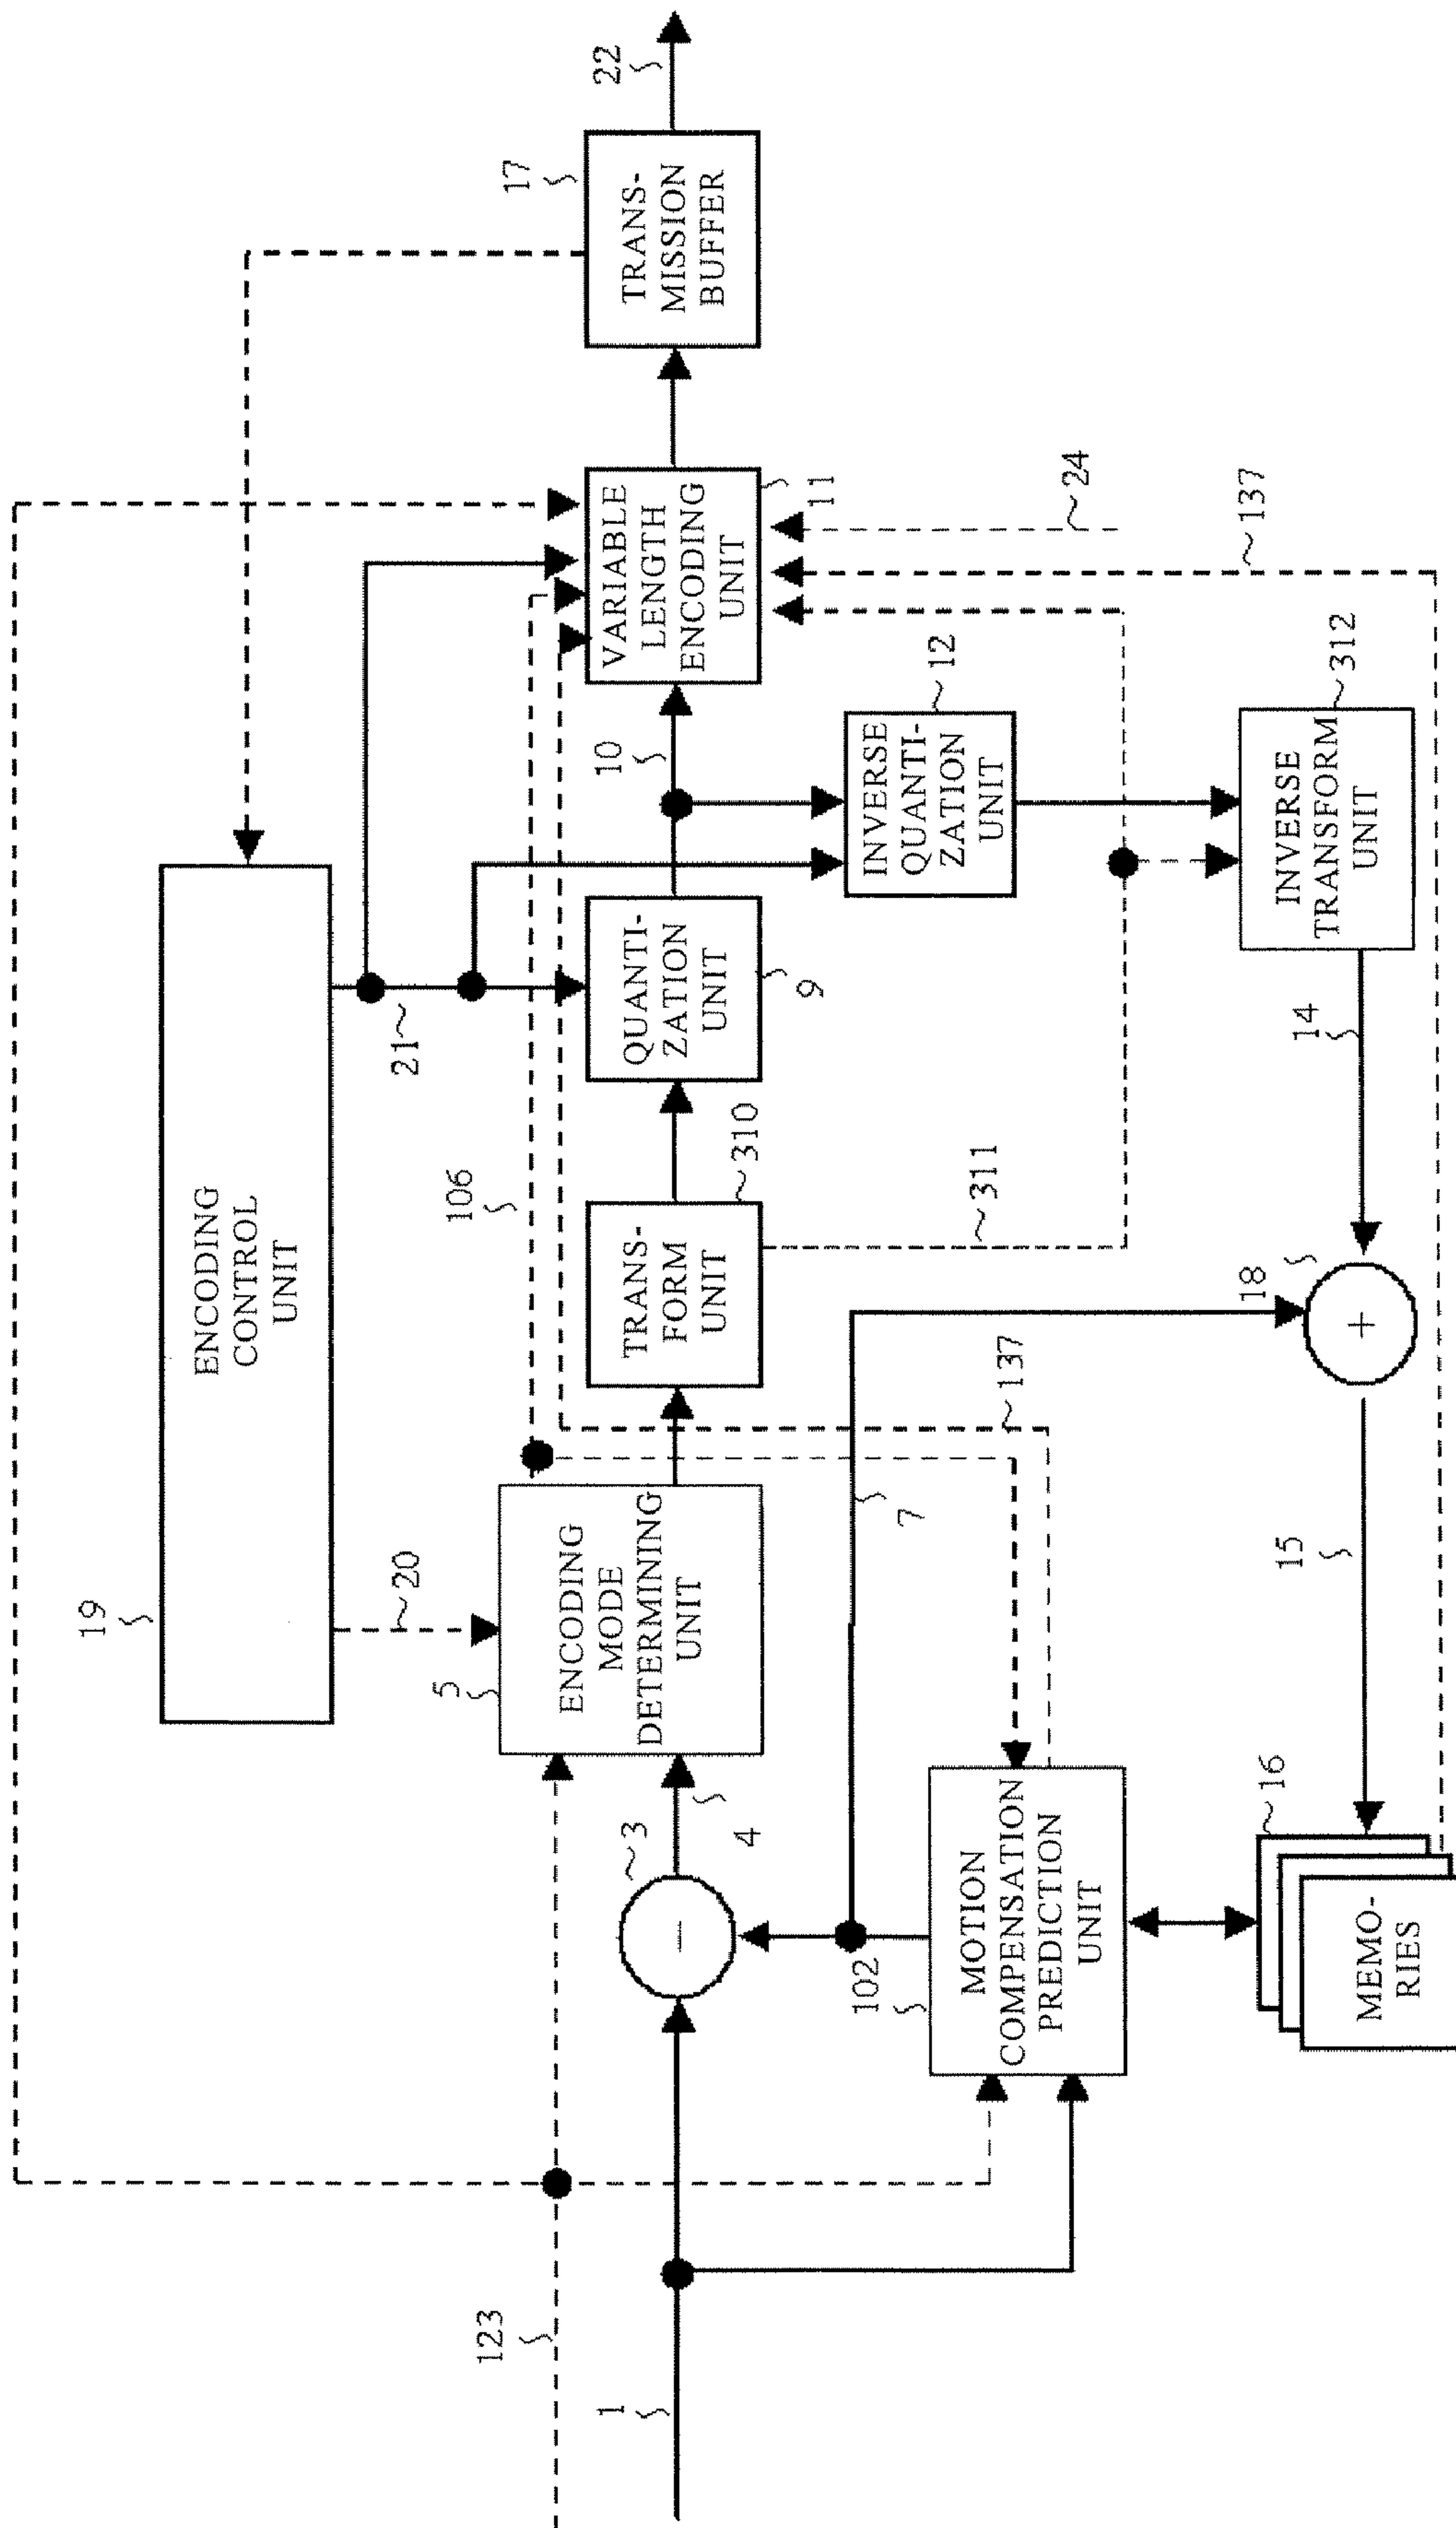 19
ENCODING
CONTROL
UNIT
20
21
106
17
TRANS-
MISSION
BUFFER
22
123
1
3
4
5
ENCODING
MODE
DETERMINING
UNIT
TRANS-
FORM
UNIT
310
QUANTI-
ZATION
UNIT
9
10
VARIABLE
LENGTH
ENCODING
UNIT
11
24
137
102
MOTION
COMPENSATION
PREDICTION
UNIT
7
137
311
INVERSE
QUANTI-
ZATION
UNIT
12
INVERSE
TRANSFORM
UNIT
312
14
18
+
15
16
MEMO-
RIES
−